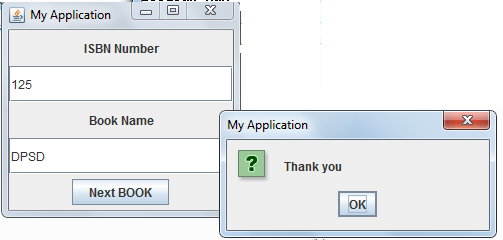 My Application
ISBN Number
125
Book Name
DPSD
Next BOOK
My Application
?
Thank you
OK